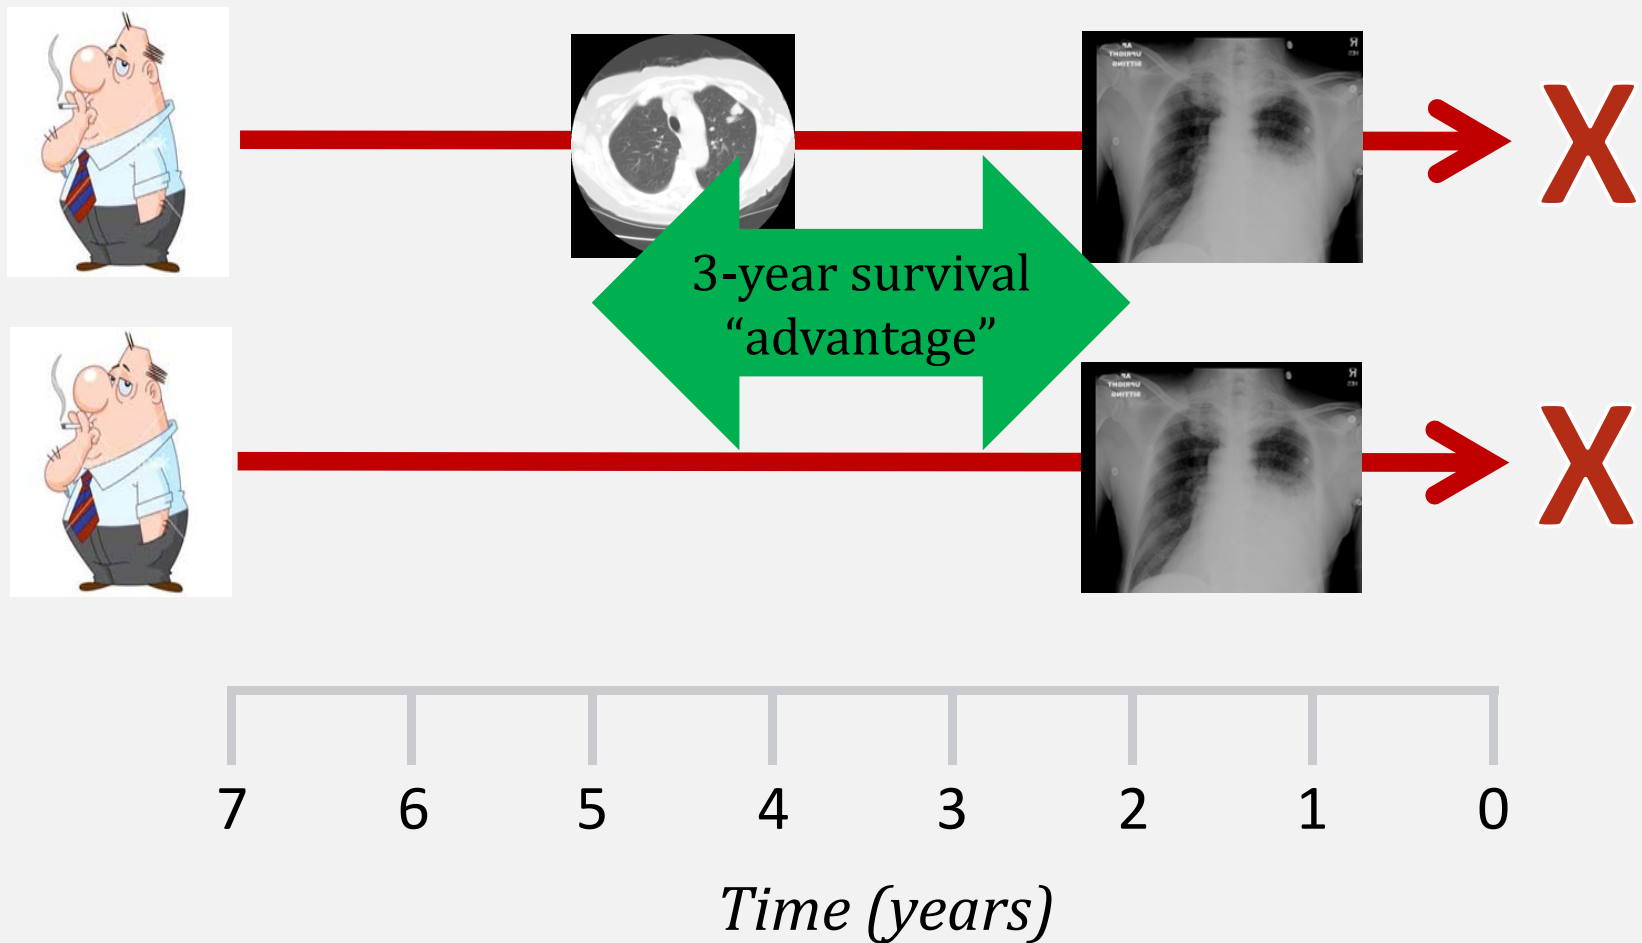 3-year survival
“advantage”
7 6 5 4 3 2 1 0
Time (years)